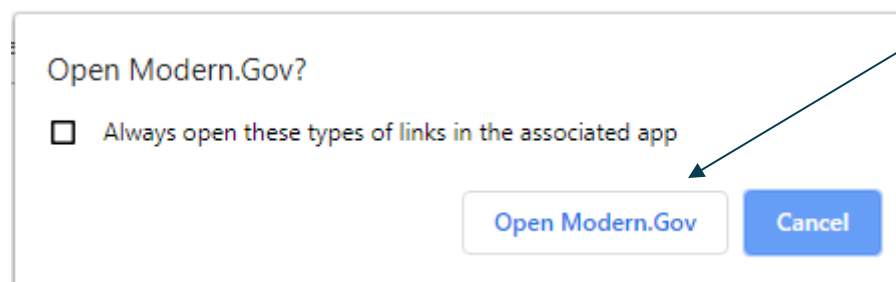 Open Modern.Gov?
Always open these types of links in the associated app
Open Modern.Gov Cancel